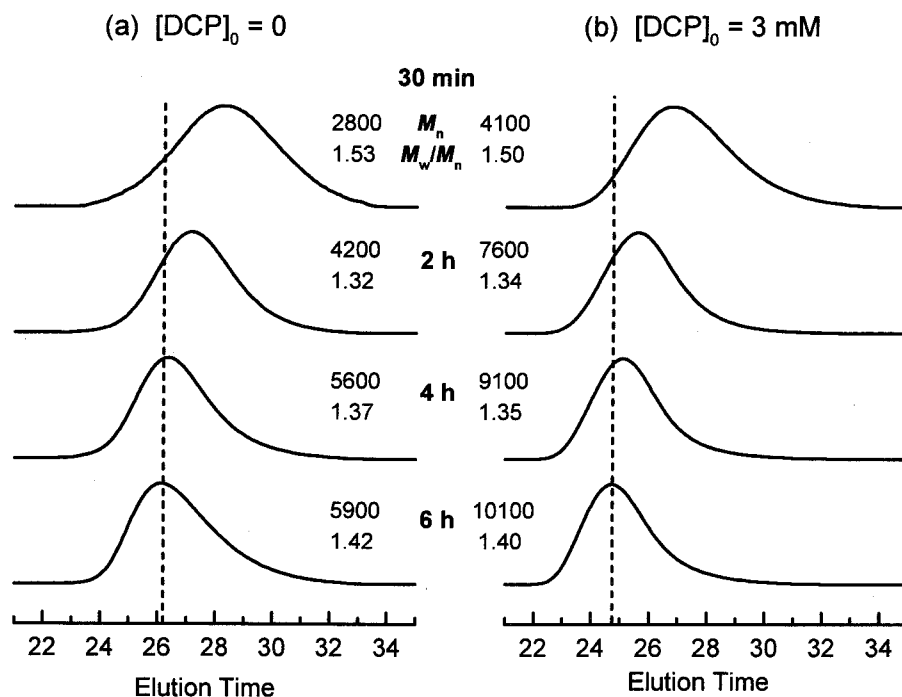 (a) [DCP]₀ = 0
(b) [DCP]₀ = 3 mM
30 min
2800 Mₙ 4100
1.53 M_w/Mₙ 1.50
4200 2 h 7600
1.32 1.34
5600 4 h 9100
1.37 1.35
5900 6 h 10100
1.42 1.40
22 24 26 28 30 32 34
22 24 26 28 30 32 34
Elution Time
Elution Time